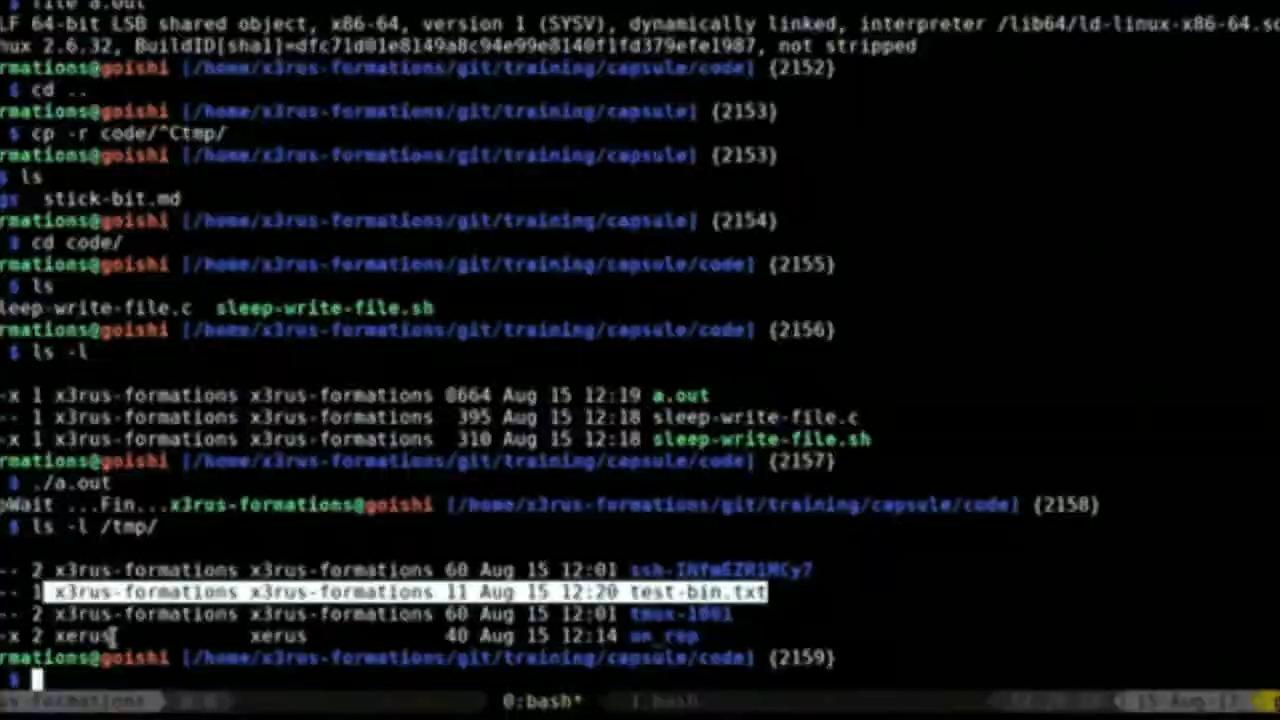 file a.out
LF 64-bit LSB shared object, x86-64, version 1 (SYSV), dynamically linked, interpreter /lib64/ld-linux-x86-64.so
nux 2.6.32, BuildID[sha1]=dfc71d01e8149a8c94e99e8140f1fd379efe1987, not stripped
rmations@goishi [/home/x3rus-formations/git/training/capsule/code] {2152}
$ cd ..
rmations@goishi [/home/x3rus-formations/git/training/capsule] {2153}
$ cp -r code/^Ctmp/
rmations@goishi [/home/x3rus-formations/git/training/capsule] {2153}
$ ls
gs stick-bit.md
rmations@goishi [/home/x3rus-formations/git/training/capsule] {2154}
$ cd code/
rmations@goishi [/home/x3rus-formations/git/training/capsule/code] {2155}
$ ls
leep-write-file.c sleep-write-file.sh
rmations@goishi [/home/x3rus-formations/git/training/capsule/code] {2156}
$ ls -l
-x 1 x3rus-formations x3rus-formations 8664 Aug 15 12:19 a.out
-- 1 x3rus-formations x3rus-formations 395 Aug 15 12:18 sleep-write-file.c
-x 1 x3rus-formations x3rus-formations 310 Aug 15 12:18 sleep-write-file.sh
rmations@goishi [/home/x3rus-formations/git/training/capsule/code] {2157}
$ ./a.out
pWait ...Fin...x3rus-formations@goishi [/home/x3rus-formations/git/training/capsule/code] {2158}
$ ls -l /tmp/
-- 2 x3rus-formations x3rus-formations 60 Aug 15 12:01
-- 1 x3rus-formations x3rus-formations 11 Aug 15 12:20 test-bin.txt
-- 2 x3rus-formations x3rus-formations 60 Aug 15 12:01 tmux-1001
-x 2 xerus xerus 40 Aug 15 12:14 un_rep
rmations@goishi [/home/x3rus-formations/git/training/capsule/code] {2159}
$
us-formations 0:bash* 1 bash 15 Aug